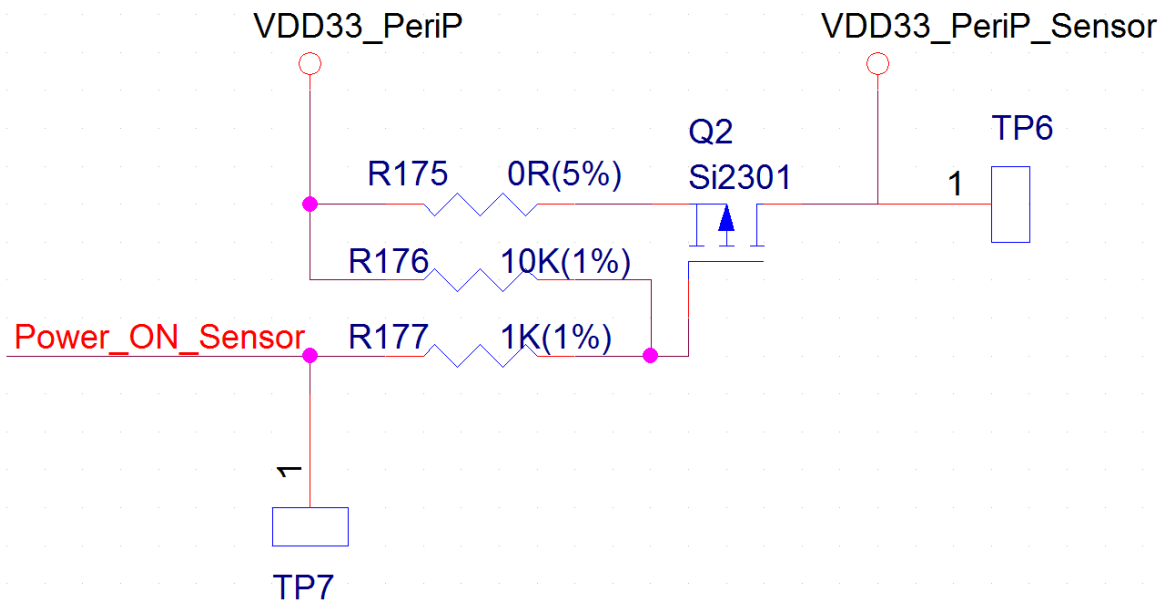 VDD33_PeriP
VDD33_PeriP_Sensor
Q2
TP6
R175 0R(5%)
Si2301
1
R176 10K(1%)
Power_ON_Sensor
R177 1K(1%)
1
TP7